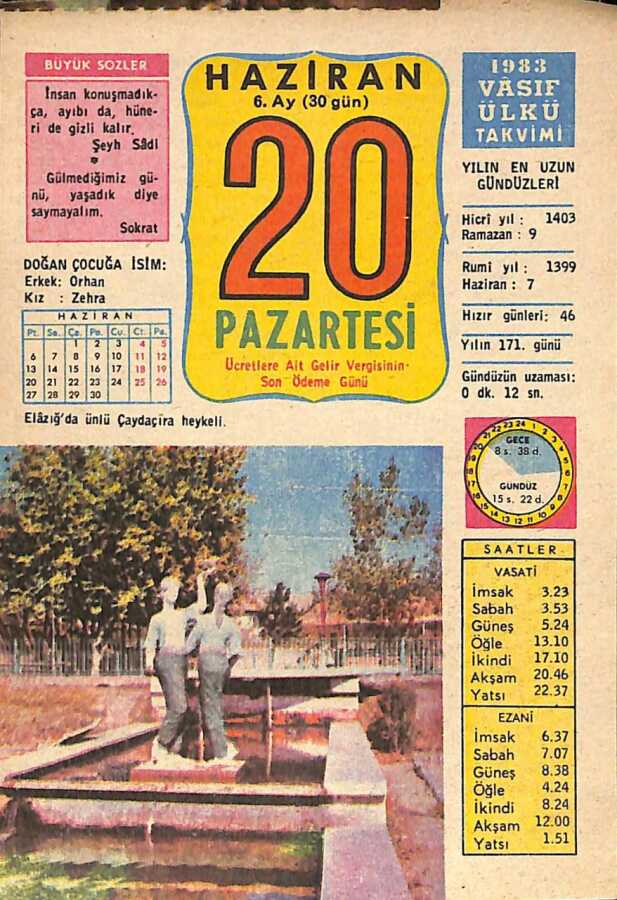 BÜYÜK SÖZLER
İnsan konuşmadık-
ça, ayıbı da, hüne-
ri de gizli kalır.
Şeyh Sâdî
*
Gülmediğimiz gü-
nü, yaşadık diye
saymayalım.
Sokrat
DOĞAN ÇOCUĞA İSİM:
Erkek: Orhan
Kız : Zehra
HAZİRAN
Pt. Sa. Ça. Pe. Cu. Ct. Pa.
1 2 3 4 5
6 7 8 9 10 11 12
13 14 15 16 17 18 19
20 21 22 23 24 25 26
27 28 29 30
HAZİRAN
6. Ay (30 gün)
20
PAZARTESİ
Ücretlere Ait Gelir Vergisinin
Son Ödeme Günü
1983
VÂSIF
ÜLKÜ
TAKVİMİ
YILIN EN UZUN
GÜNDÜZLERİ
Hicrî yıl : 1403
Ramazan : 9
Rumî yıl : 1399
Haziran : 7
Hızır günleri: 46
Yılın 171. günü
Gündüzün uzaması:
0 dk. 12 sn.
Elâzığ'da ünlü Çaydaçıra heykeli.
GECE
8 s. 38 d.
GÜNDÜZ
15 s. 22 d.
SAATLER
VASATİ
İmsak 3.23
Sabah 3.53
Güneş 5.24
Öğle 13.10
İkindi 17.10
Akşam 20.46
Yatsı 22.37
EZANİ
İmsak 6.37
Sabah 7.07
Güneş 8.38
Öğle 4.24
İkindi 8.24
Akşam 12.00
Yatsı 1.51